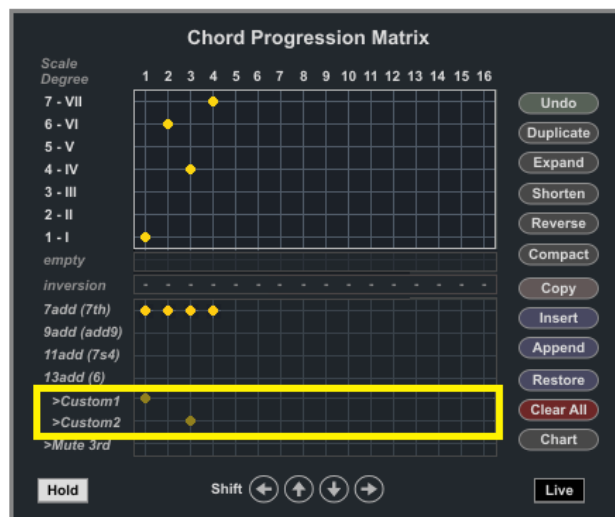 Chord Progression Matrix
Scale
Degree
1 2 3 4 5 6 7 8 9 10 11 12 13 14 15 16
7 - VII
6 - VI
5 - V
4 - IV
3 - III
2 - II
1 - I
empty
inversion - - - - - - - - - - - - - - - -
7add (7th)
9add (add9)
11add (7s4)
13add (6)
>Custom1
>Custom2
>Mute 3rd
Undo
Duplicate
Expand
Shorten
Reverse
Compact
Copy
Insert
Append
Restore
Clear All
Chart
Hold
Shift
Live